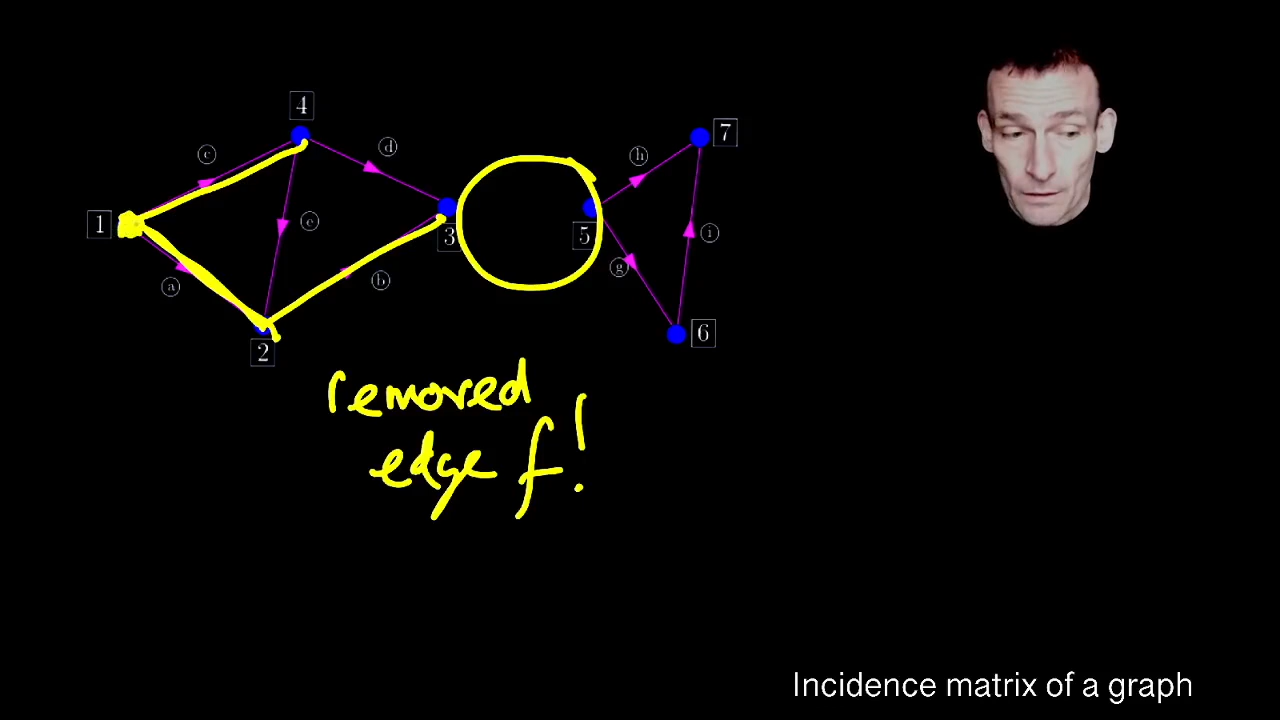 4
7
c
d
h
1
e
3
5
i
g
a
b
6
2
removed
edge f!
Incidence matrix of a graph